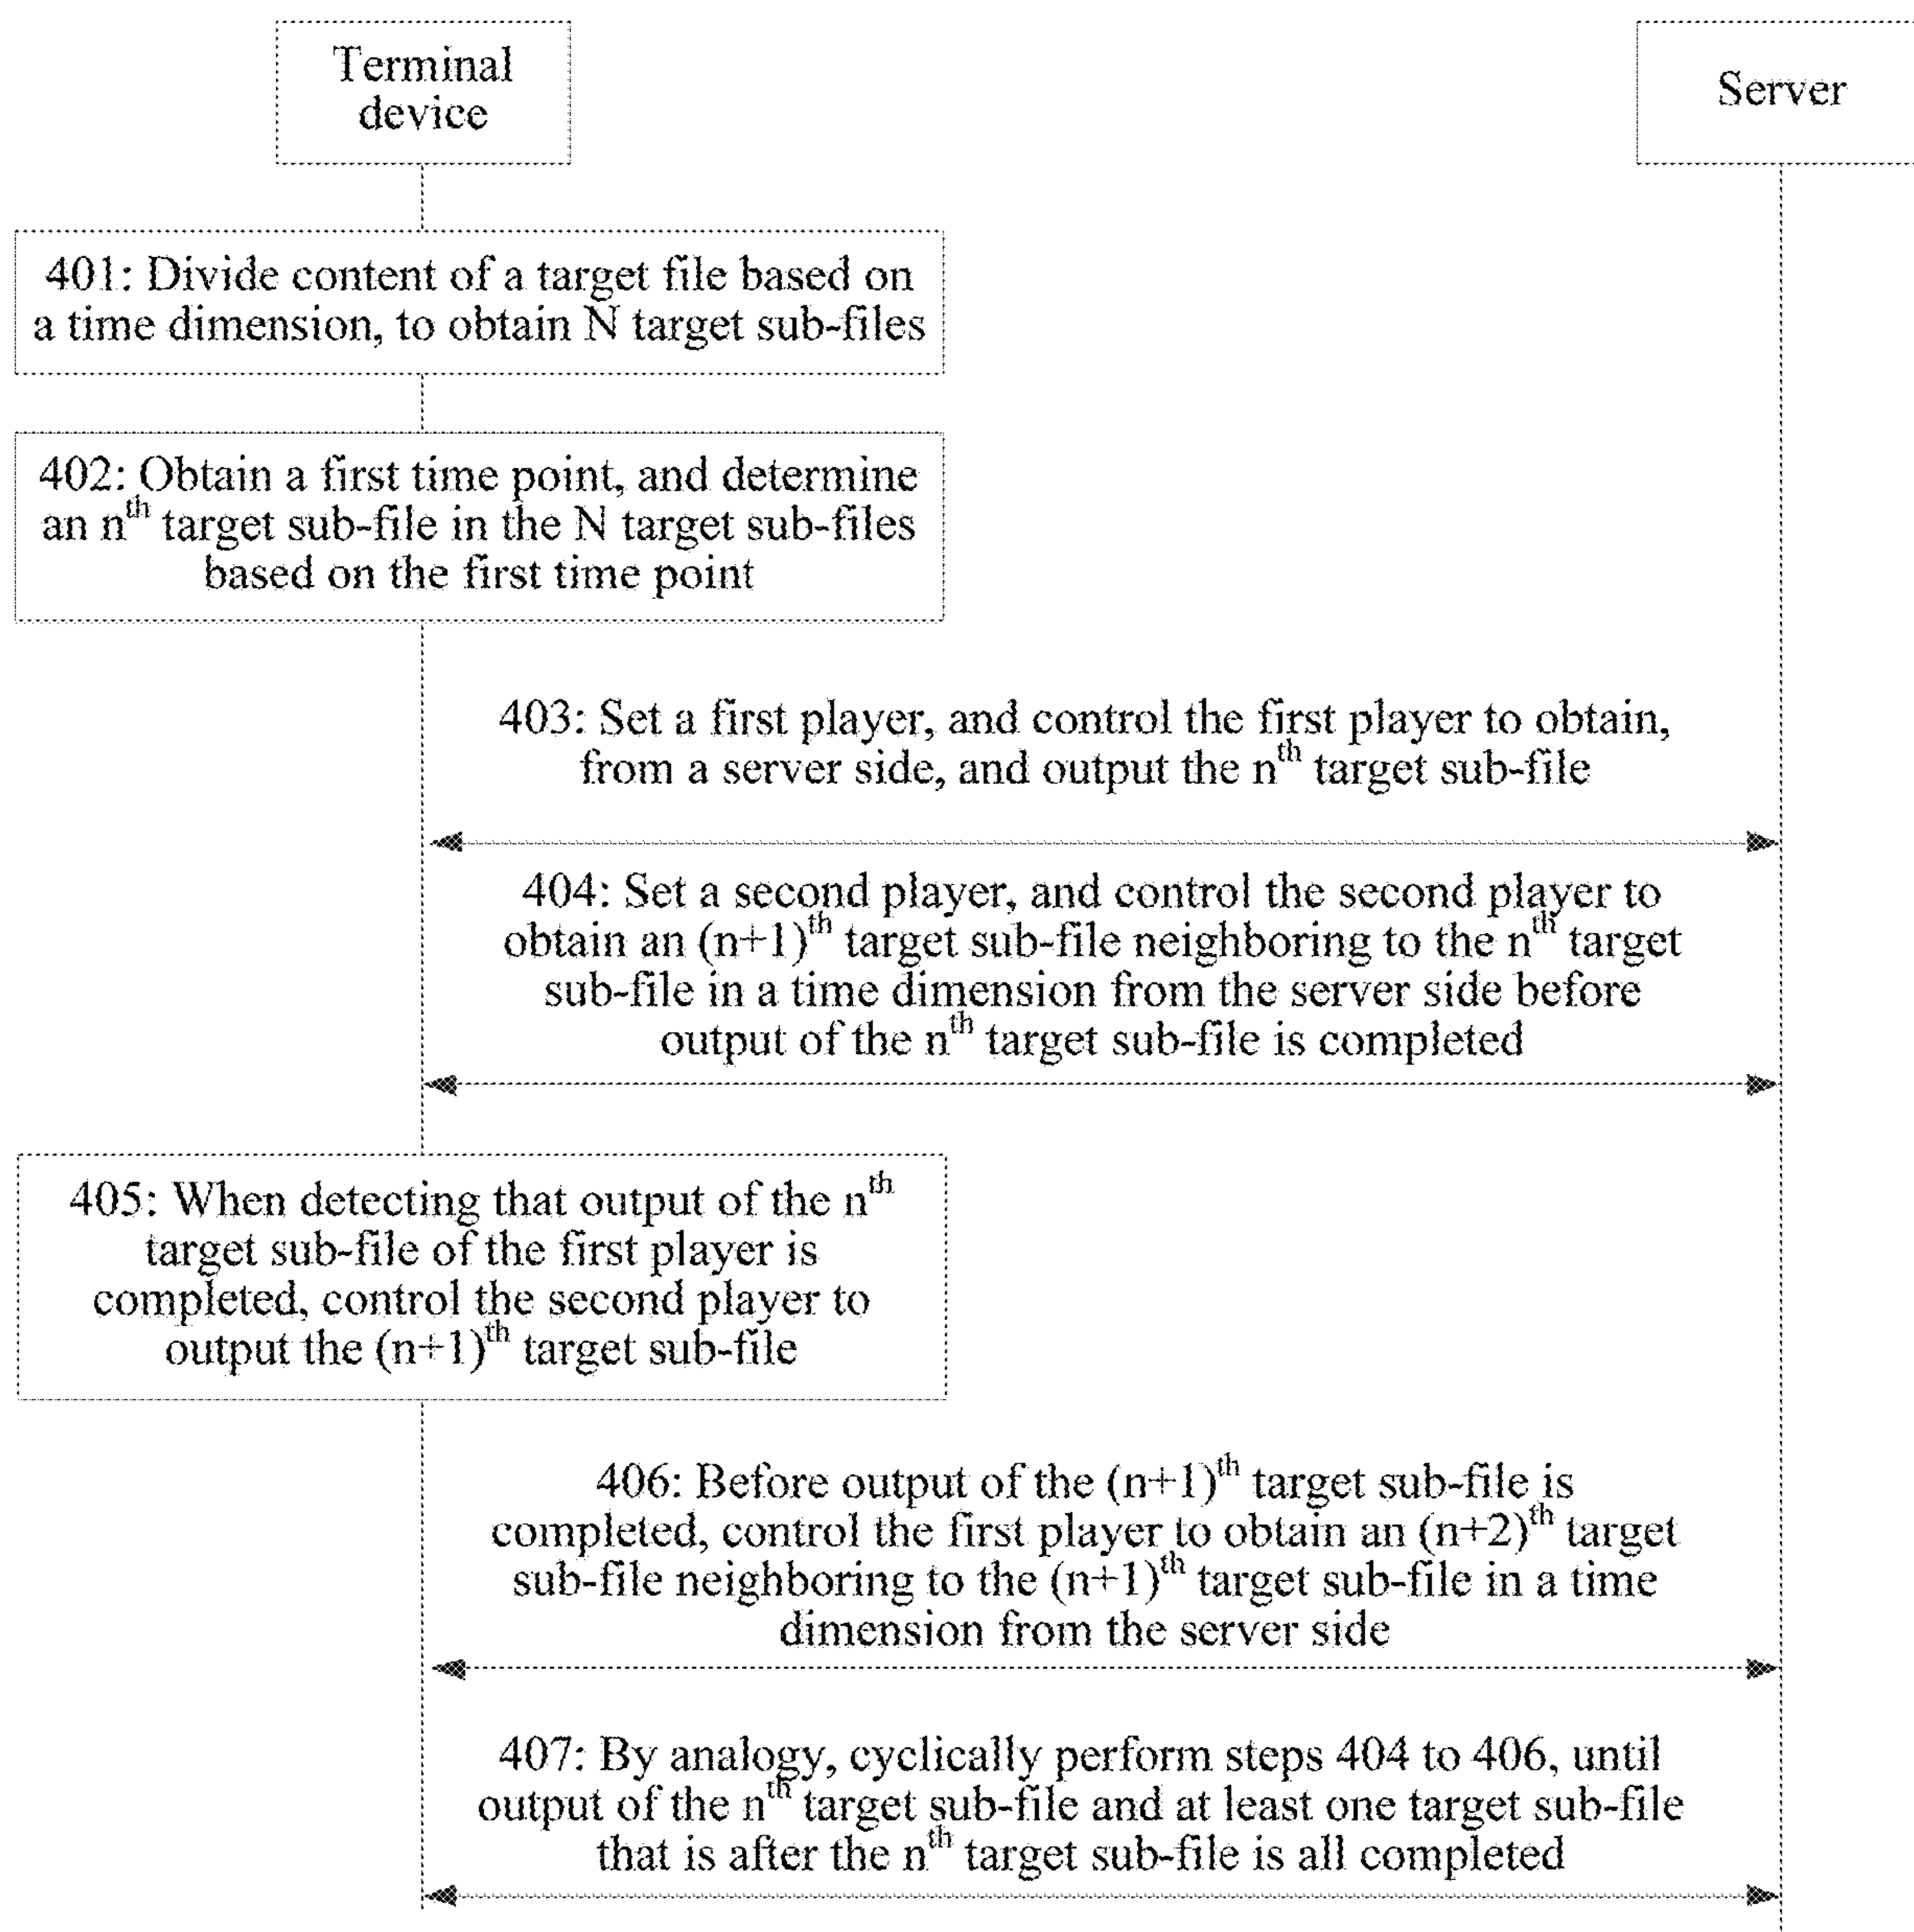 Terminal
device
Server
401: Divide content of a target file based on
a time dimension, to obtain N target sub-files
402: Obtain a first time point, and determine
an nth target sub-file in the N target sub-files
based on the first time point
403: Set a first player, and control the first player to obtain,
from a server side, and output the nth target sub-file
404: Set a second player, and control the second player to
obtain an (n+1)th target sub-file neighboring to the nth target
sub-file in a time dimension from the server side before
output of the nth target sub-file is completed
405: When detecting that output of the nth
target sub-file of the first player is
completed, control the second player to
output the (n+1)th target sub-file
406: Before output of the (n+1)th target sub-file is
completed, control the first player to obtain an (n+2)th target
sub-file neighboring to the (n+1)th target sub-file in a time
dimension from the server side
407: By analogy, cyclically perform steps 404 to 406, until
output of the nth target sub-file and at least one target sub-file
that is after the nth target sub-file is all completed